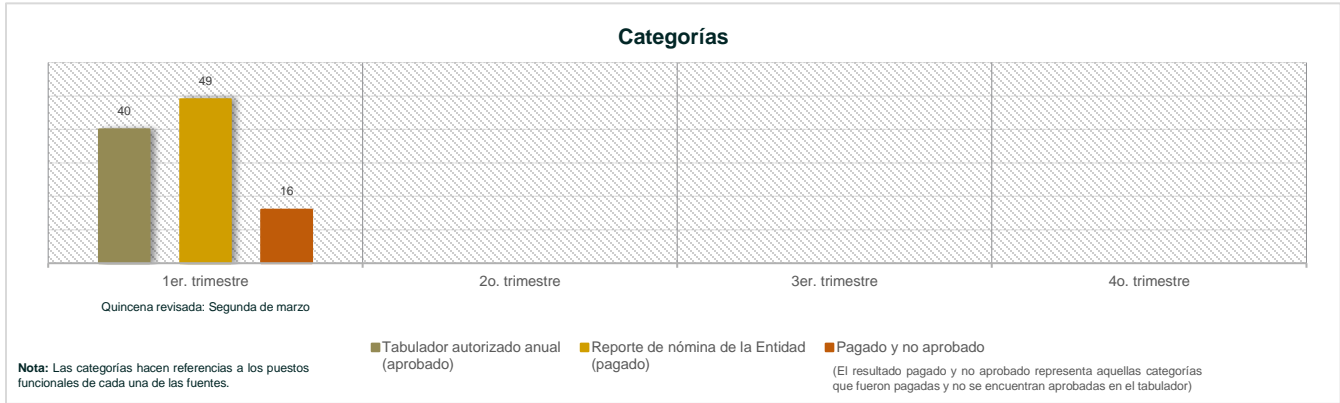 Categorías
49
40
16
1er. trimestre
2o. trimestre
3er. trimestre
4o. trimestre
Quincena revisada: Segunda de marzo
Tabulador autorizado anual
(aprobado)
Reporte de nómina de la Entidad
(pagado)
Pagado y no aprobado
(El resultado pagado y no aprobado representa aquellas categorías
que fueron pagadas y no se encuentran aprobadas en el tabulador)
Nota: Las categorías hacen referencias a los puestos
funcionales de cada una de las fuentes.